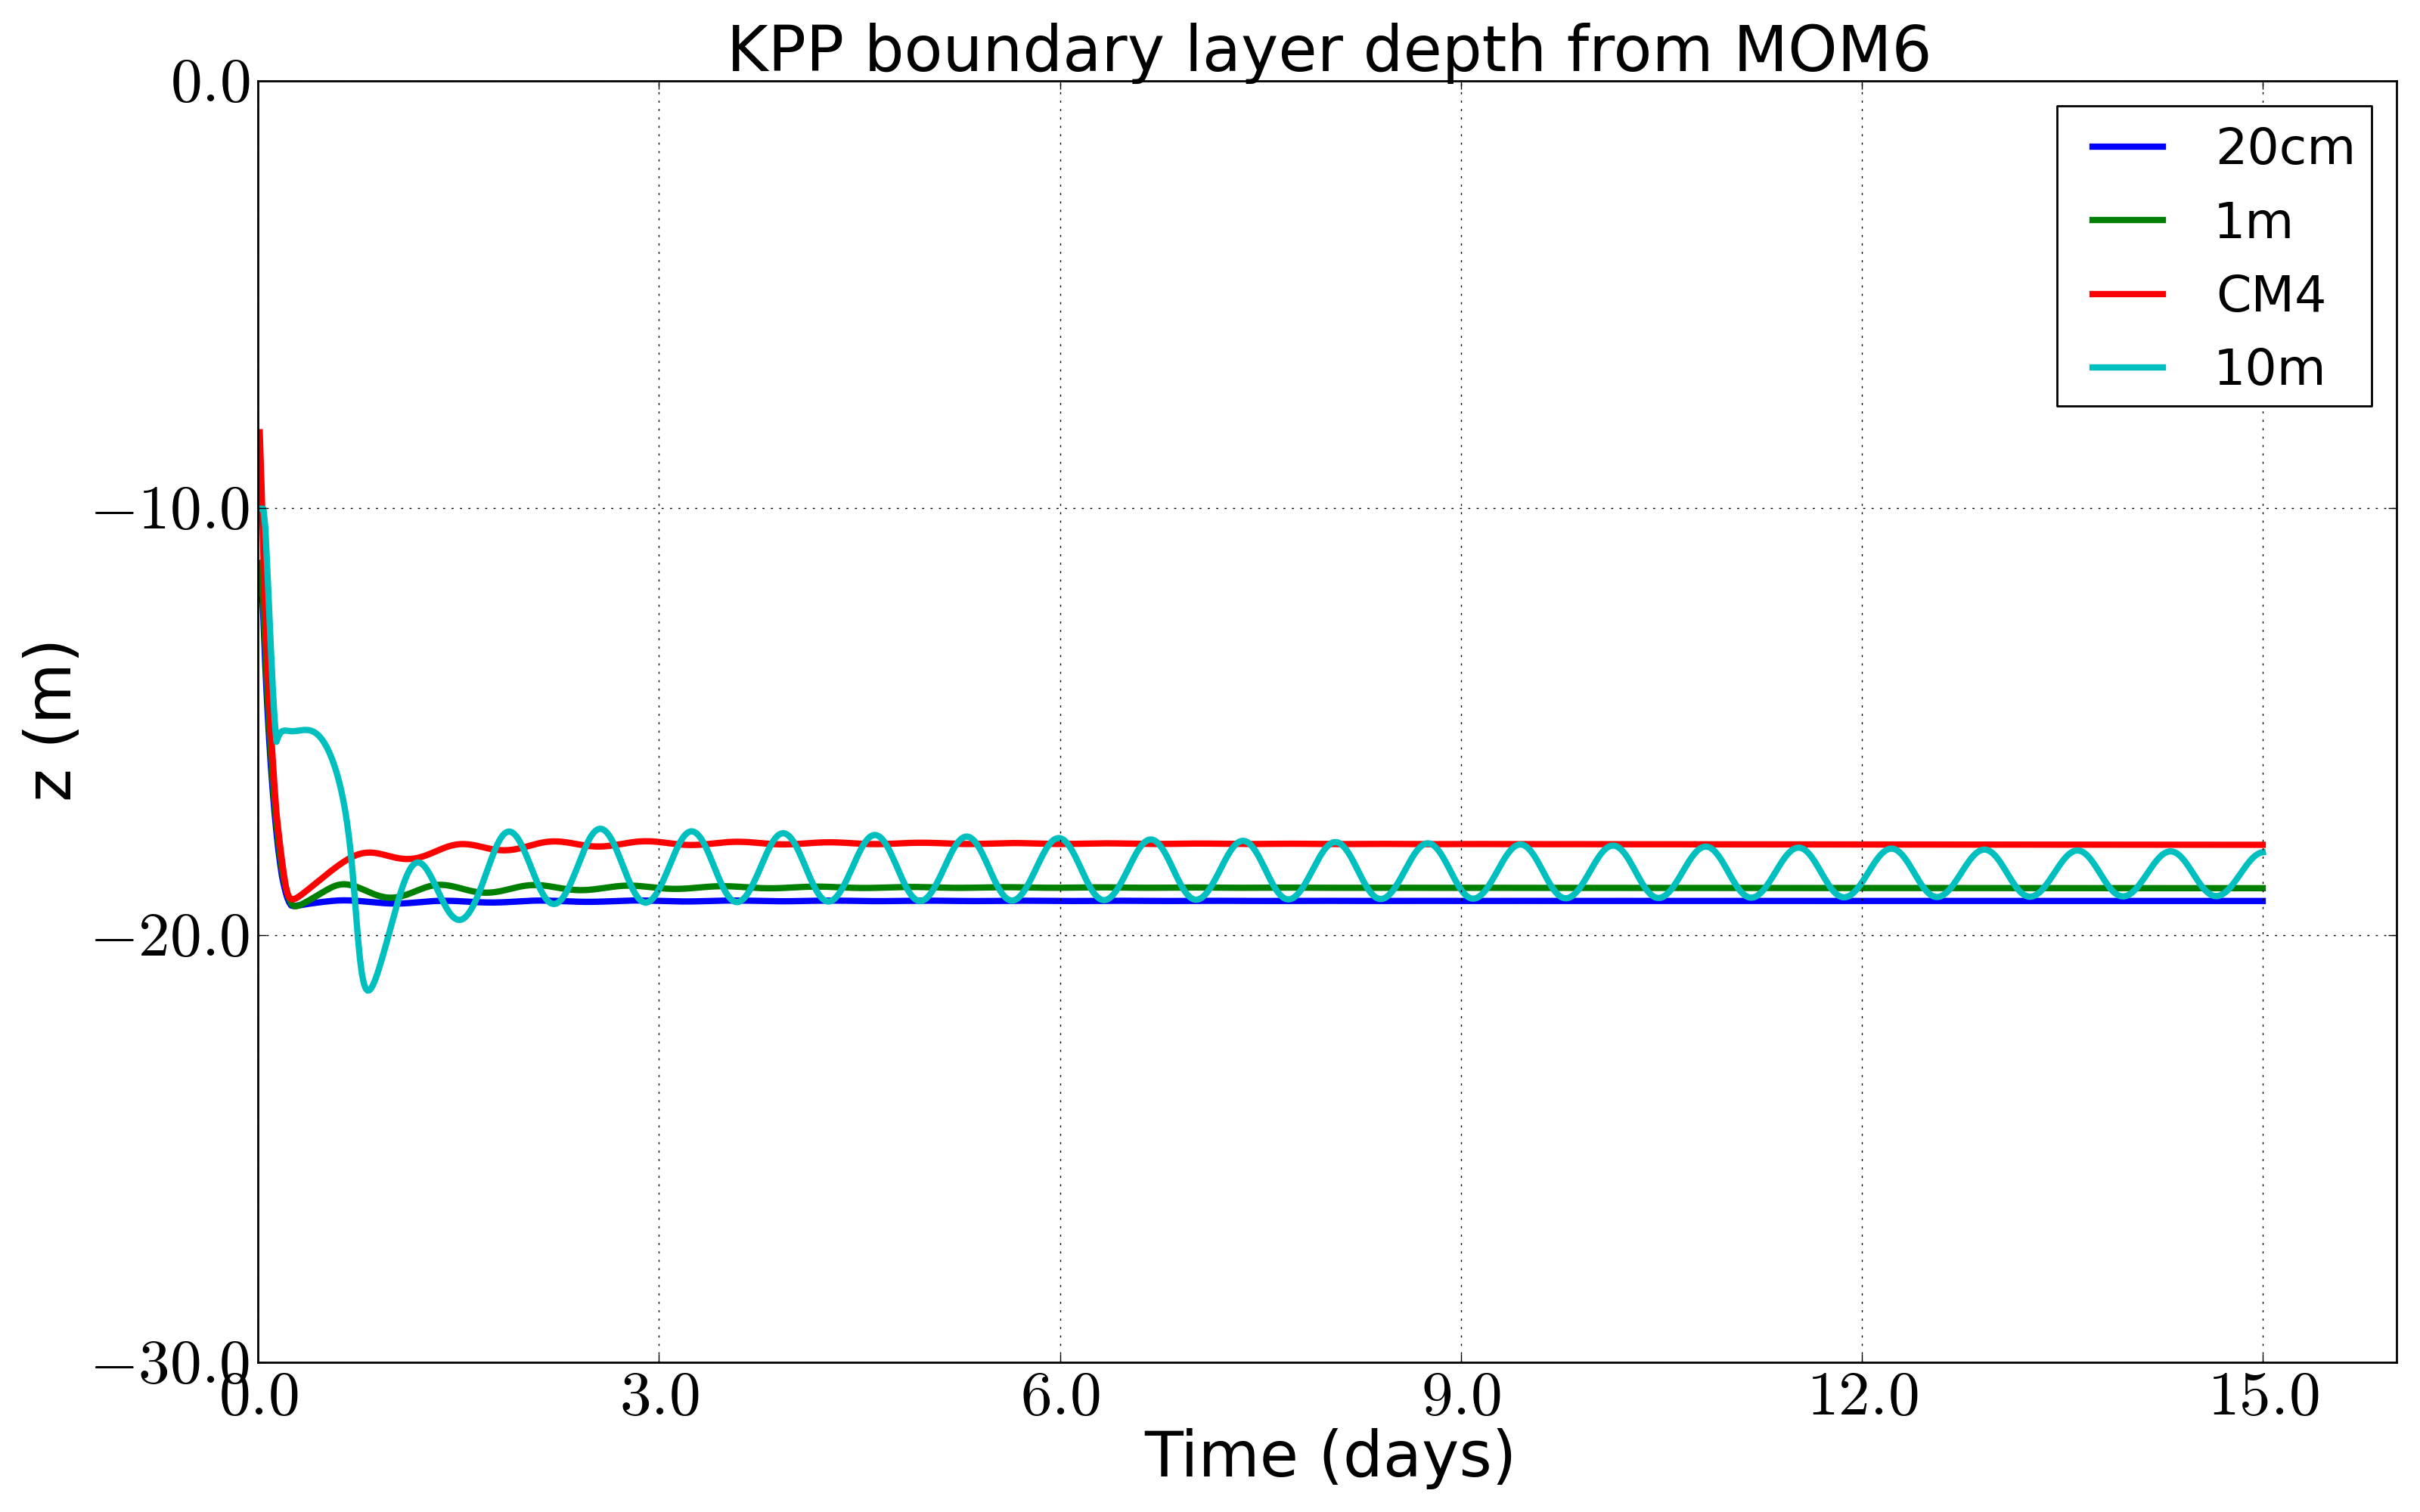 KPP boundary layer depth from MOM6
0.0
20cm
1m
CM4
10m
−10.0
z (m)
−20.0
−30.0
0.0 3.0 6.0 9.0 12.0 15.0
Time (days)